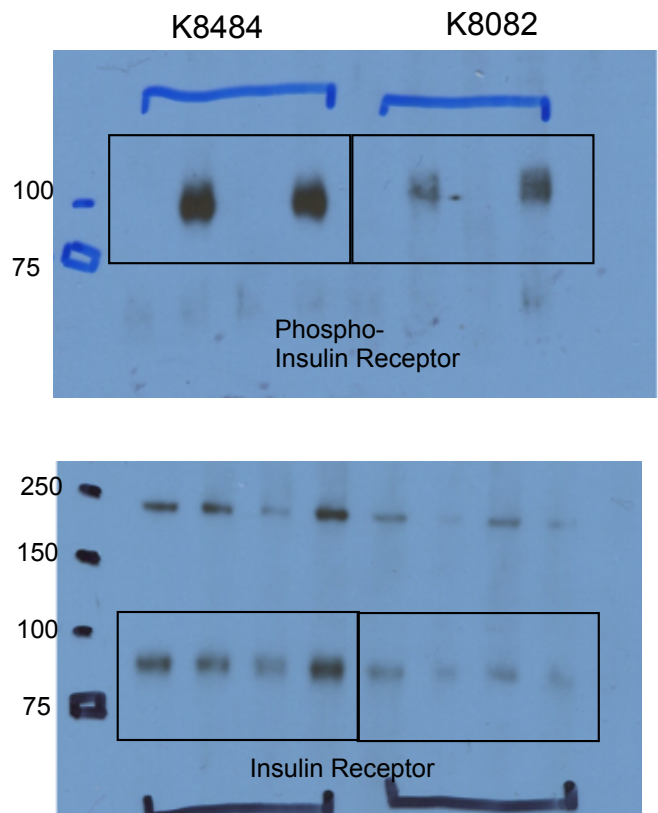 K8484
K8082
100
75
Phospho-
Insulin Receptor
250
150
100
75
Insulin Receptor